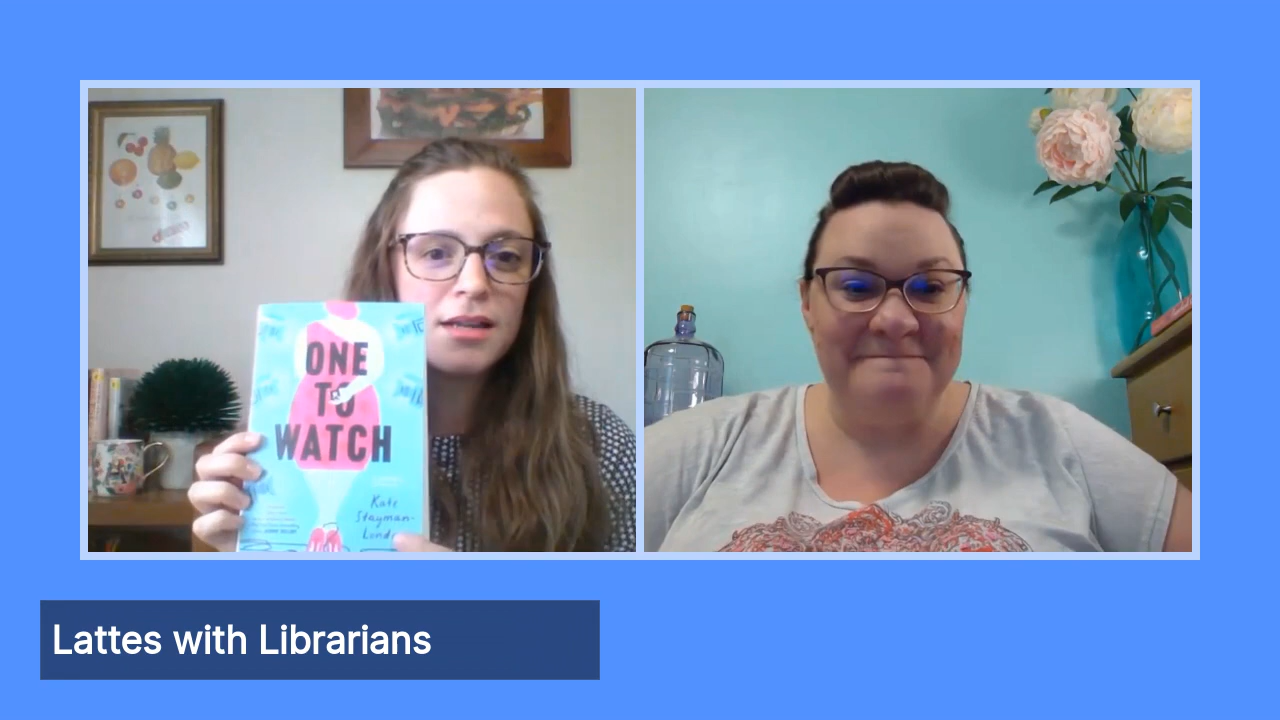 ONE
TO
WATCH
Kate
Stayman-
Lattes with Librarians